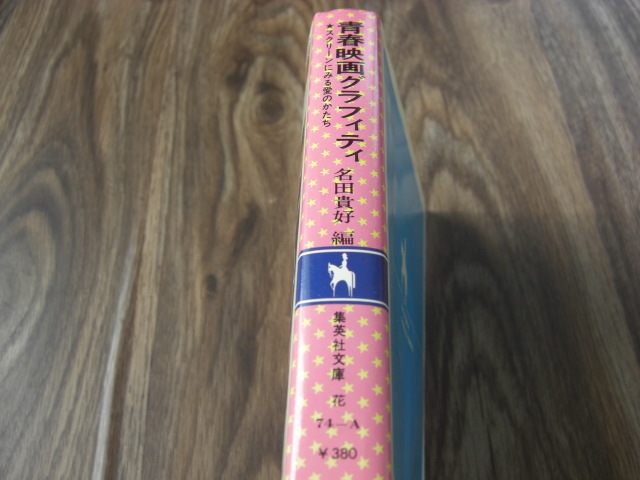 青春映画グラフィティ
★スクリーンにみる愛のかたち
名田貴好 編
集英社文庫 花
74—A
￥380